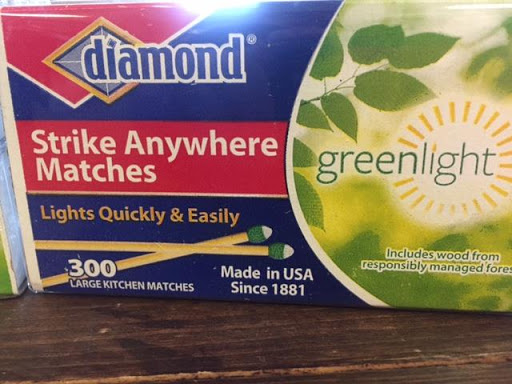 diamond®
Strike Anywhere
Matches
Lights Quickly & Easily
300
LARGE KITCHEN MATCHES
Made in USA
Since 1881
greenlight
Includes wood from
responsibly managed